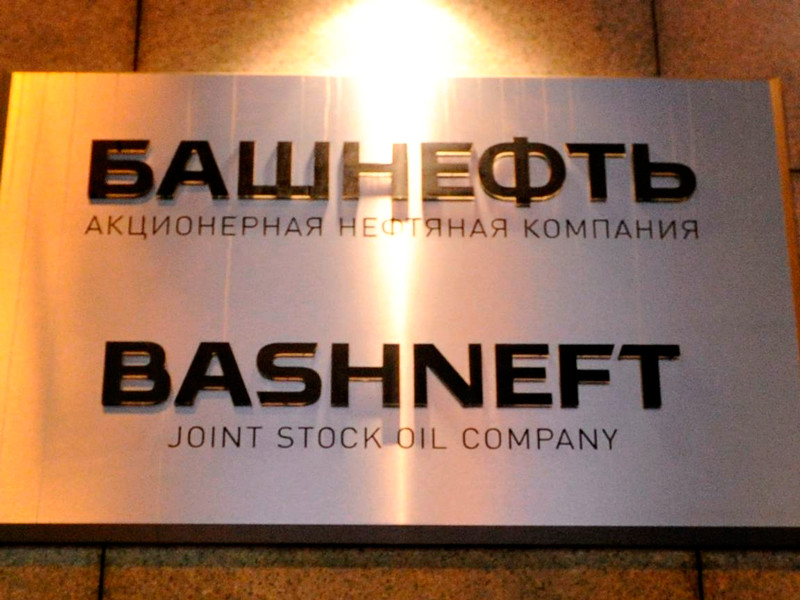 БАШНЕФТЬ
АКЦИОНЕРНАЯ НЕФТЯНАЯ КОМПАНИЯ
BASHNEFT
JOINT STOCK OIL COMPANY